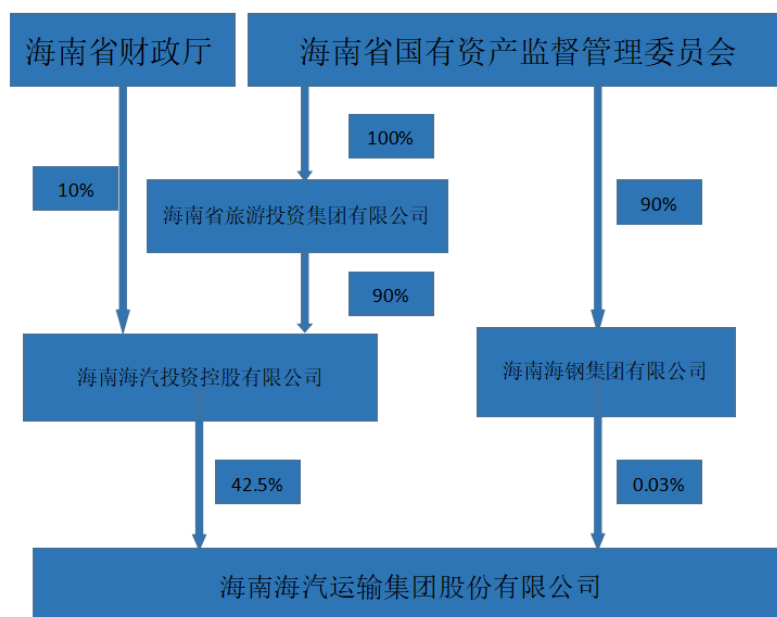 海南省财政厅
海南省国有资产监督管理委员会
100%
10%
海南省旅游投资集团有限公司
90%
90%
海南海汽投资控股有限公司
海南海钢集团有限公司
42.5%
0.03%
海南海汽运输集团股份有限公司